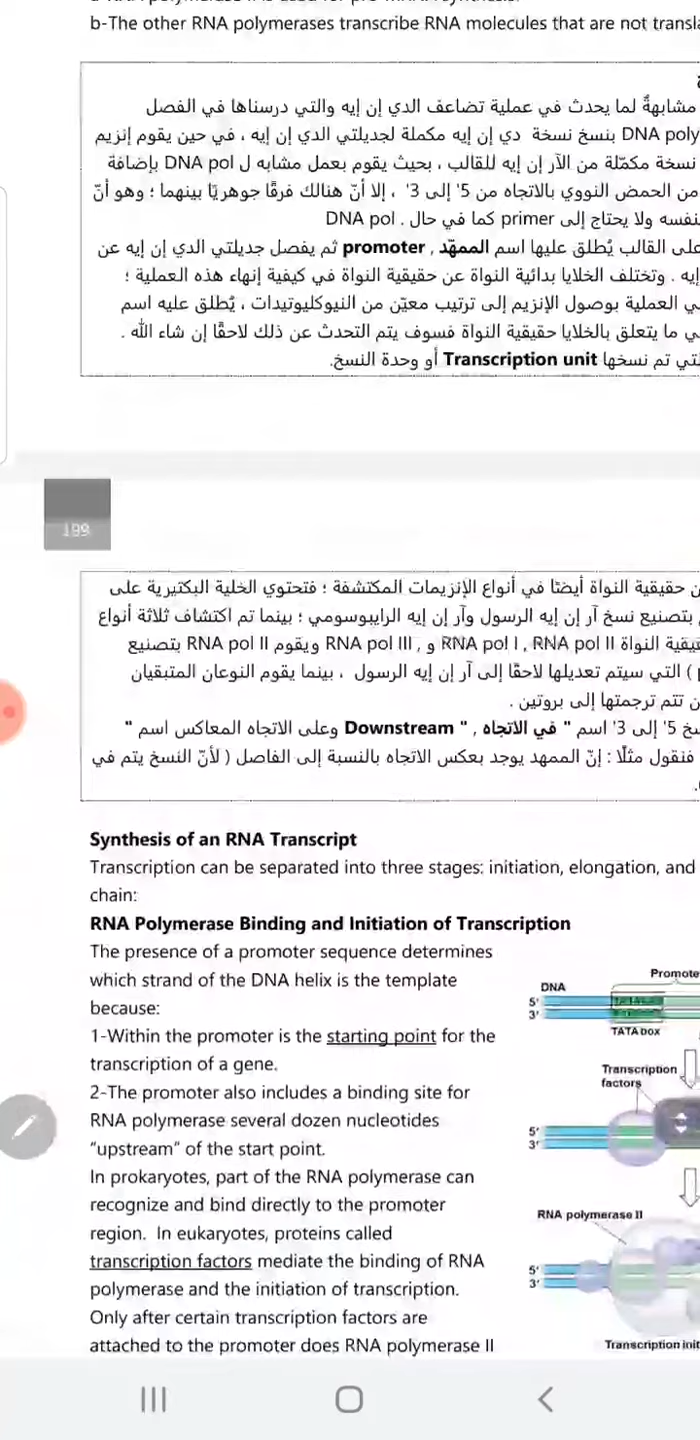 b-The other RNA polymerases transcribe RNA molecules that are not transla
مشابهةٌ لما يحدث في عملية تضاعف الدي إن إيه والتي درسناها في الفصل
DNA poly بنسخ نسخة دي إن إيه مكملة لجديلتي الدي إن إيه ، في حين يقوم إنزيم
نسخة مكمّلة من الآر إن إيه للقالب ، بحيث يقوم بعمل مشابه ل DNA pol بإضافة
من الحمض النووي بالاتجاه من 5' إلى 3' ، إلا أنّ هنالك فرقًا جوهريًا بينهما ؛ وهو أنّ
نفسه ولا يحتاج إلى primer كما في حال DNA pol .
على القالب يُطلق عليها اسم الممهّد , promoter ثم يفصل جديلتي الدي إن إيه عن
إيه . وتختلف الخلايا بدائية النواة عن حقيقية النواة في كيفية إنهاء هذه العملية ؛
ي العملية بوصول الإنزيم إلى ترتيب معيّن من النيوكليوتيدات ، يُطلق عليه اسم
ي ما يتعلق بالخلايا حقيقية النواة فسوف يتم التحدث عن ذلك لاحقًا إن شاء الله .
لتي تم نسخها Transcription unit أو وحدة النسخ.
199
ن حقيقية النواة أيضًا في أنواع الإنزيمات المكتشفة ؛ فتحتوي الخلية البكتيرية على
بتصنيع نسخ آر إن إيه الرسول وآر إن إيه الرايبوسومي ؛ بينما تم اكتشاف ثلاثة أنواع
قيقية النواة RNA pol I , RNA pol II و , RNA pol III ويقوم RNA pol II بتصنيع
) التي سيتم تعديلها لاحقًا إلى آر إن إيه الرسول ، بينما يقوم النوعان المتبقيان
ن تتم ترجمتها إلى بروتين .
سخ 5' إلى 3' اسم " في الاتجاه , " Downstream وعلى الاتجاه المعاكس اسم "
فنقول مثلًا : إنّ الممهد يوجد بعكس الاتجاه بالنسبة إلى الفاصل ( لأنّ النسخ يتم في
Synthesis of an RNA Transcript
Transcription can be separated into three stages: initiation, elongation, and
chain:
RNA Polymerase Binding and Initiation of Transcription
The presence of a promoter sequence determines
which strand of the DNA helix is the template
because:
1-Within the promoter is the starting point for the
transcription of a gene.
2-The promoter also includes a binding site for
RNA polymerase several dozen nucleotides
“upstream” of the start point.
In prokaryotes, part of the RNA polymerase can
recognize and bind directly to the promoter
region. In eukaryotes, proteins called
transcription factors mediate the binding of RNA
polymerase and the initiation of transcription.
Only after certain transcription factors are
attached to the promoter does RNA polymerase II
Promote
DNA
5'
3'
TATA box
Transcription
factors
5'
3'
RNA polymerase II
5'
3'
Transcription init